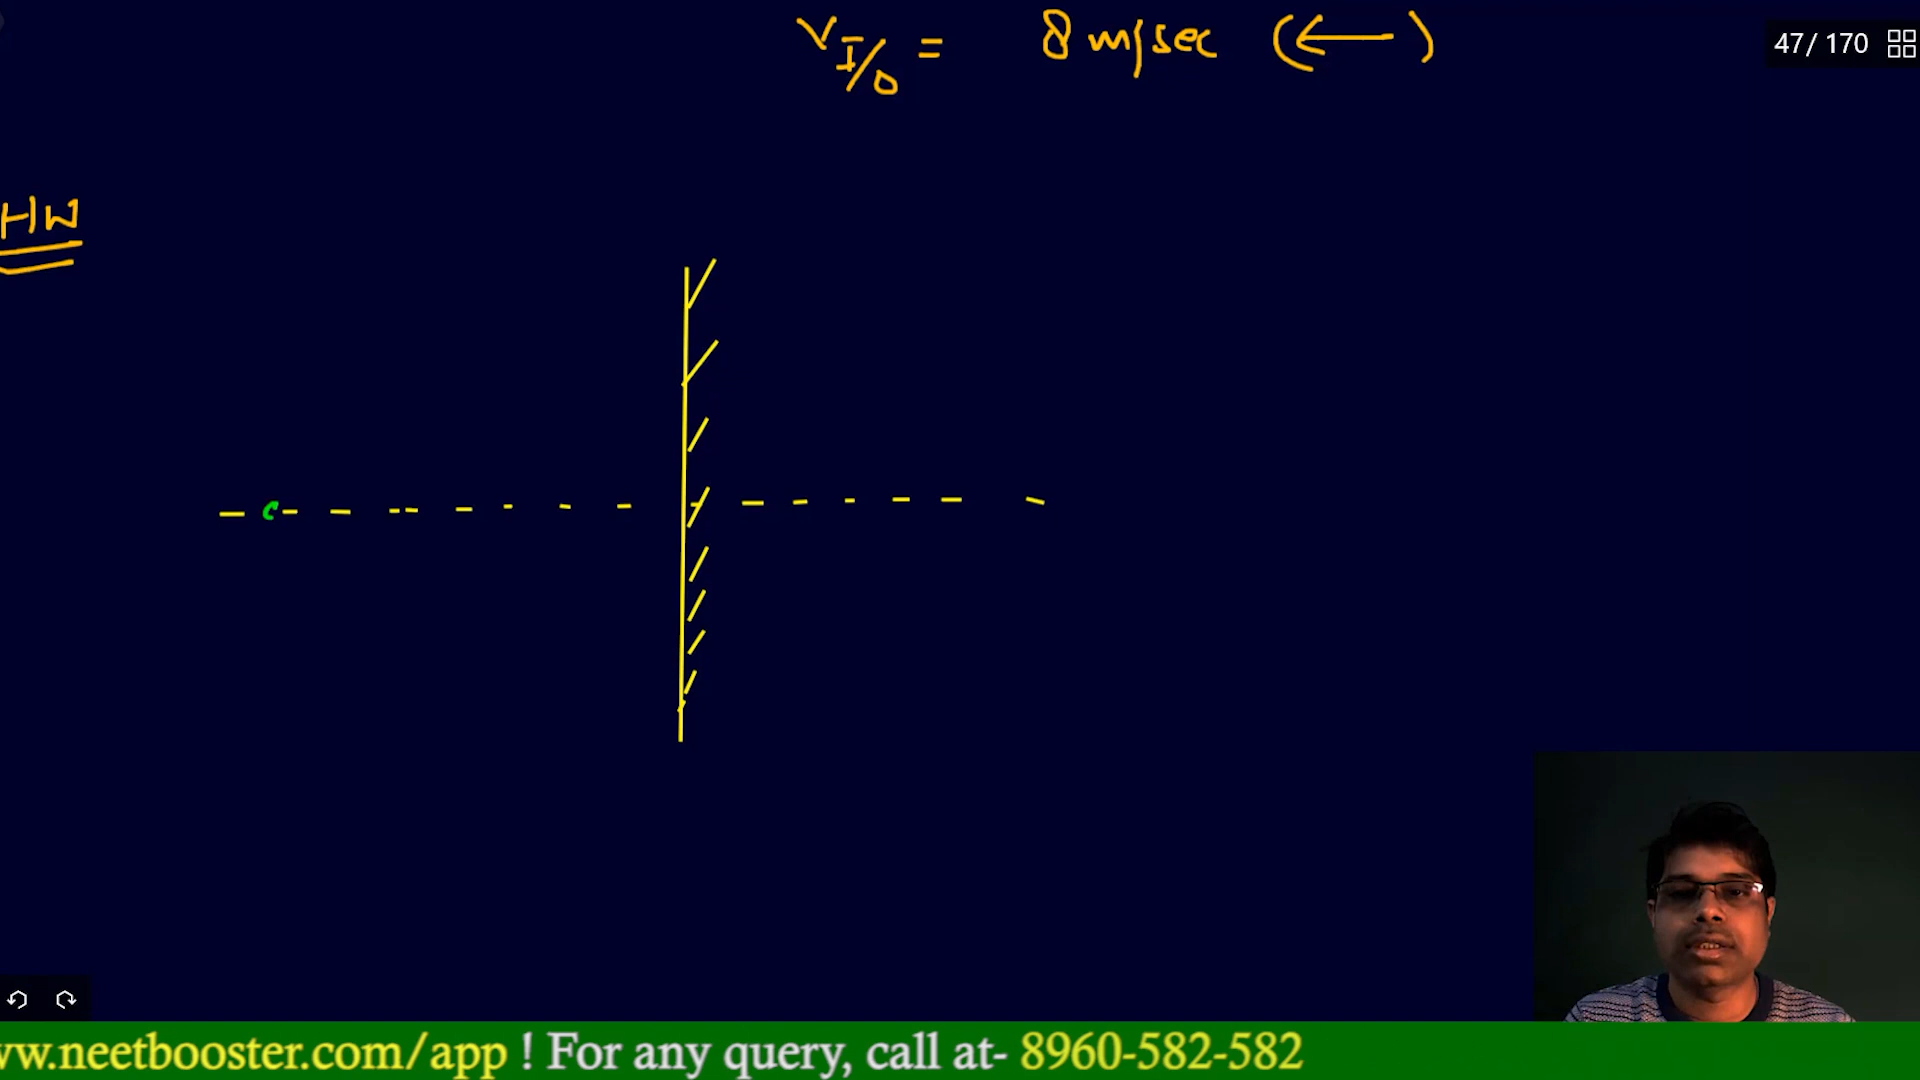 V I/O = 8 m/sec (←)
47/ 170
HW
c
ww.neetbooster.com/app ! For any query, call at- 8960-582-582